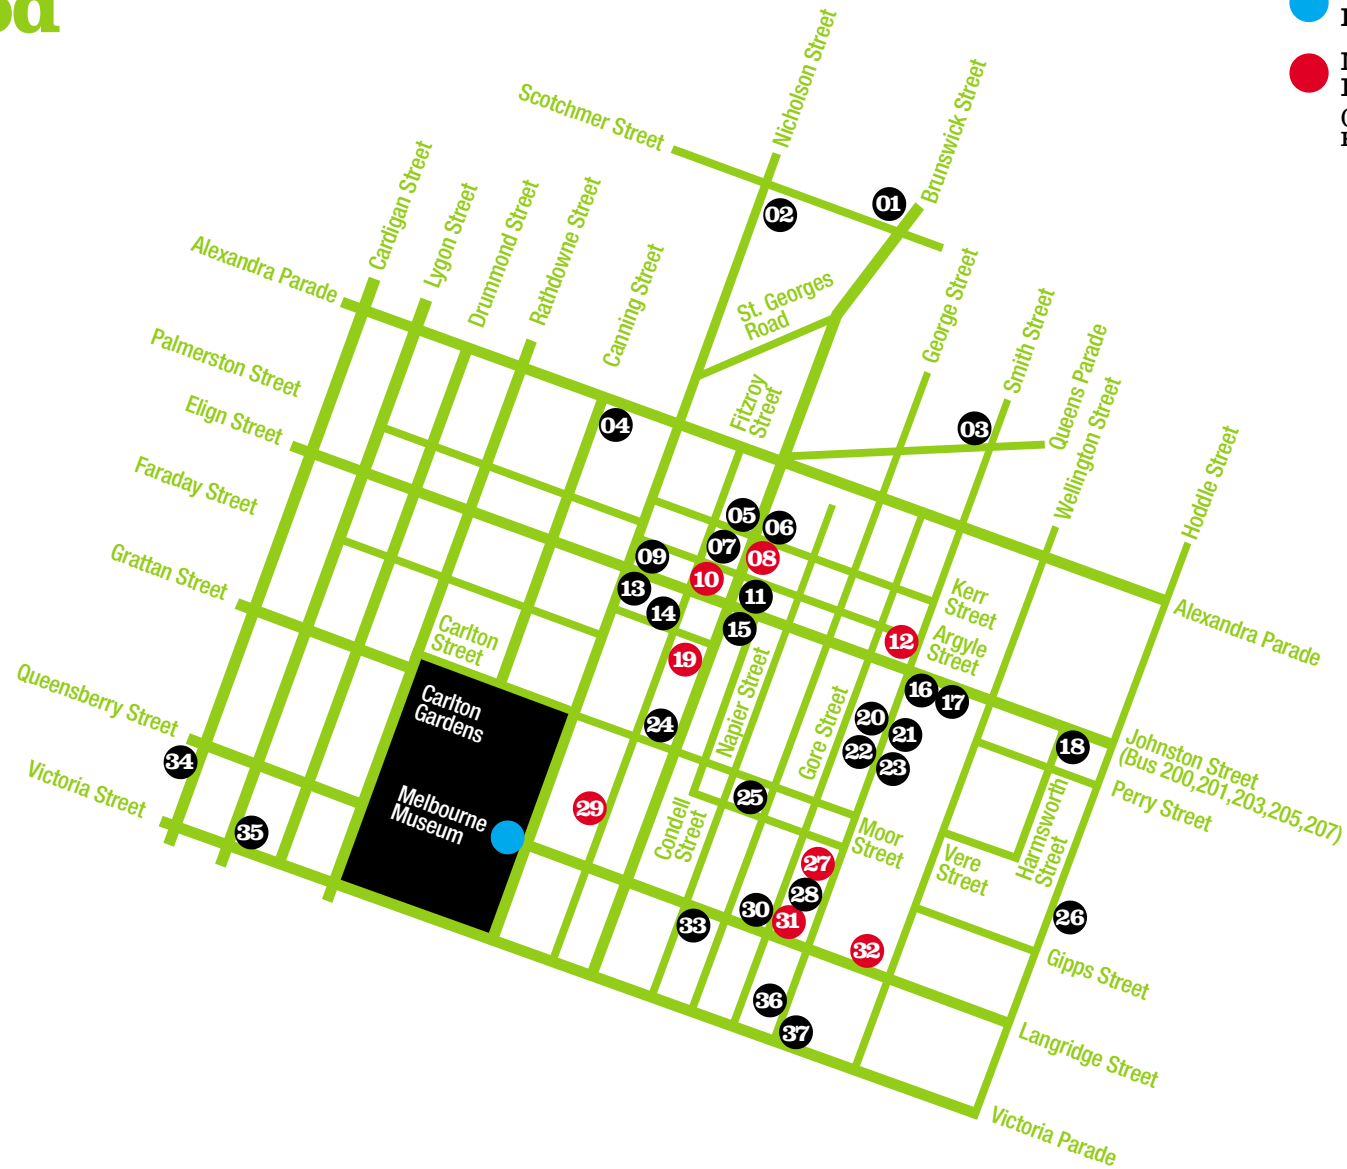 od
Nicholson Street
Brunswick Street
Scotchmer Street
01
02
Cardigan Street
Lygon Street
Drummond Street
Rathdowne Street
Canning Street
Alexandra Parade
St. Georges
Road
George Street
Smith Street
Queens Parade
Wellington Street
Hoddle Street
Palmerston Street
Elign Street
Faraday Street
Grattan Street
Queensberry Street
Victoria Street
Fitzroy
Street
03
04
05
06
07
08
09
10
11
12
13
14
15
16
17
18
19
20
21
22
23
24
25
26
27
28
29
30
31
32
33
34
35
36
37
Kerr
Street
Argyle
Street
Alexandra Parade
Carlton
Street
Carlton
Gardens
Melbourne
Museum
Napier Street
Gore Street
Condell
Street
Moor
Street
Vere
Street
Harmsworth
Street
Johnston Street
(Bus 200,201,203,205,207)
Perry Street
Gipps Street
Langridge Street
Victoria Parade